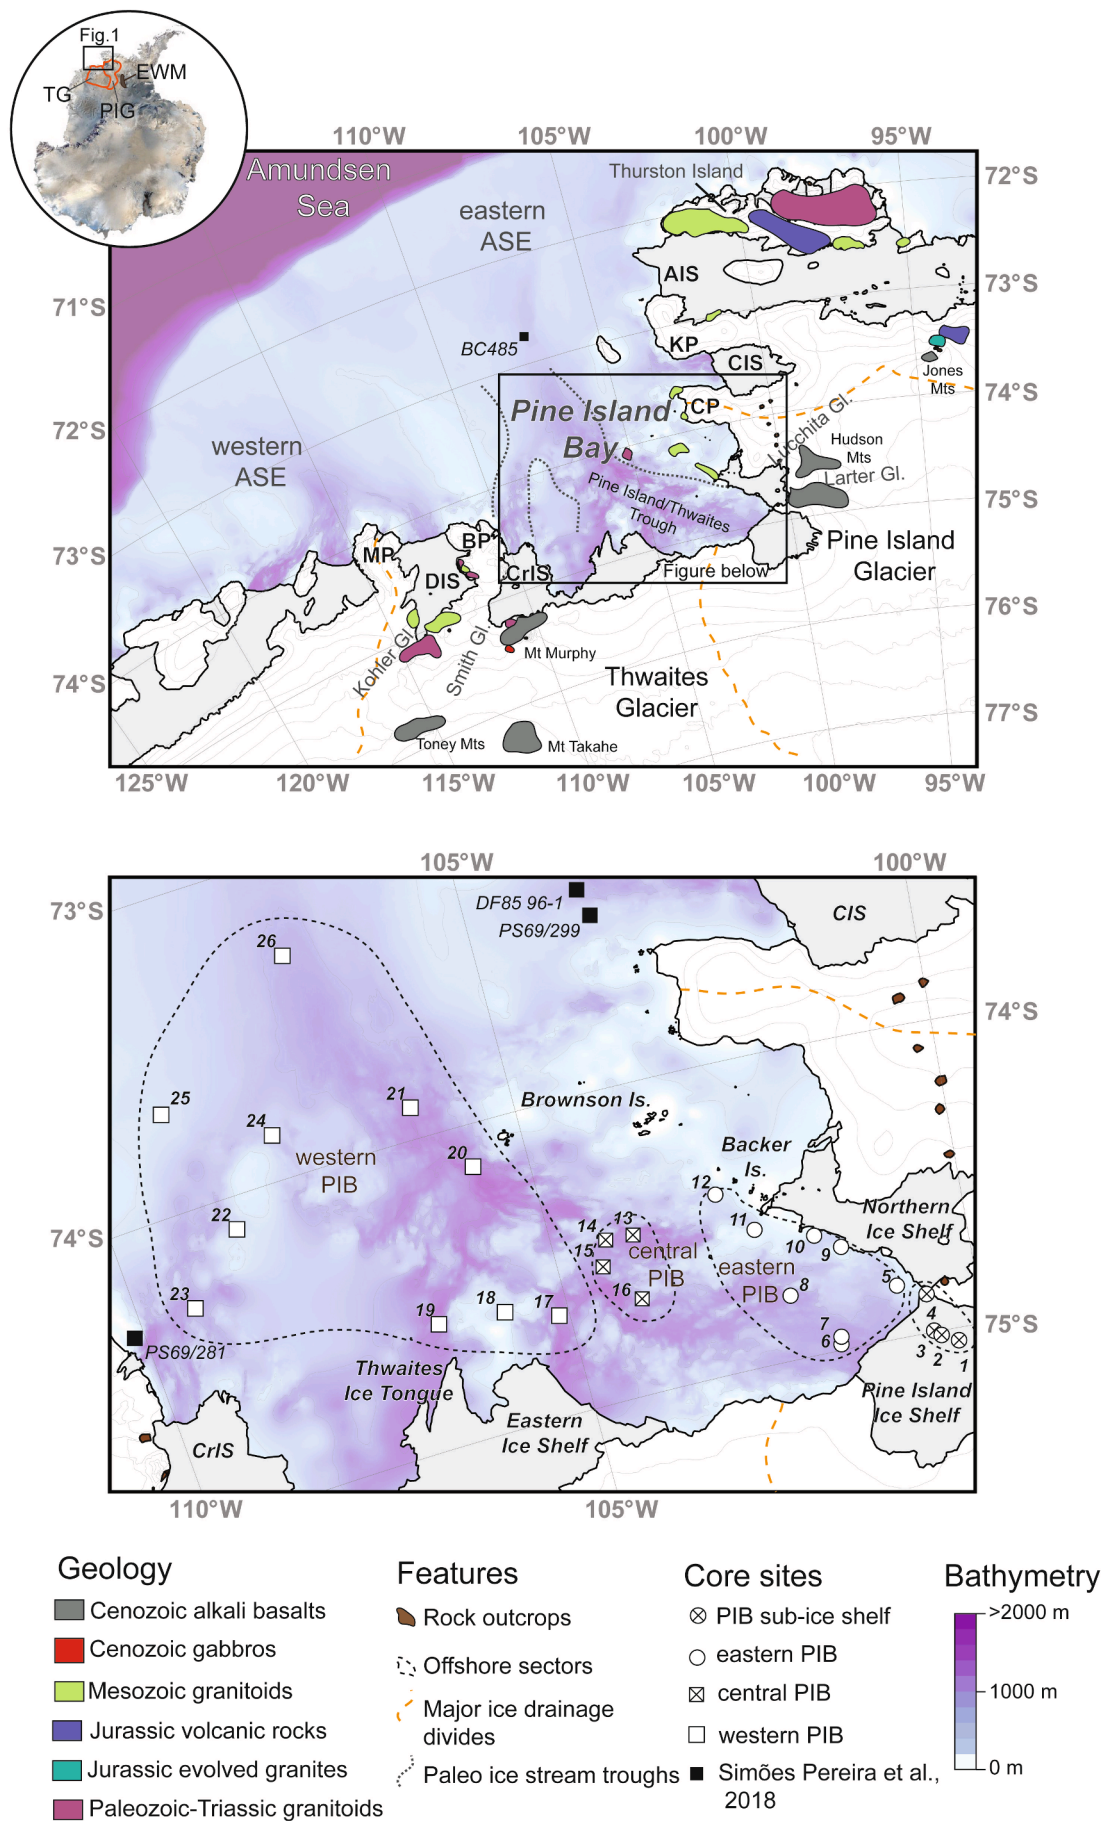 Fig.1
EWM
TG
PIG
110°W
105°W
100°W
95°W
Amundsen
Sea
Thurston Island
72°S
eastern
ASE
AIS
73°S
71°S
BC485
KP
CIS
Jones
Mts
74°S
Pine Island
Bay
CP
Lucchita Gl.
72°S
western
ASE
Hudson
Mts
Larter Gl.
Pine Island/Thwaites
Trough
75°S
73°S
MP
BP
DIS
CrIS
Figure below
Pine Island
Glacier
76°S
Kohler Gl.
Smith Gl.
Mt Murphy
74°S
Thwaites
Glacier
77°S
Toney Mts
Mt Takahe
125°W
120°W
115°W
110°W
105°W
100°W
95°W
105°W
100°W
73°S
DF85 96-1
PS69/299
CIS
26
74°S
25
24
21
Brownson Is.
western
PIB
20
Backer
Is.
12
22
14
13
11
Northern
Ice Shelf
74°S
15
central
PIB
10
9
eastern
PIB
8
5
23
16
19
18
17
7
6
4
3
2
1
75°S
PS69/281
Thwaites
Ice Tongue
Pine Island
Ice Shelf
Eastern
Ice Shelf
CrIS
110°W
105°W
Geology
Cenozoic alkali basalts
Cenozoic gabbros
Mesozoic granitoids
Jurassic volcanic rocks
Jurassic evolved granites
Paleozoic-Triassic granitoids
Features
Rock outcrops
Offshore sectors
Major ice drainage
divides
Paleo ice stream troughs
Core sites
PIB sub-ice shelf
eastern PIB
central PIB
western PIB
Simões Pereira et al.,
2018
Bathymetry
>2000 m
1000 m
0 m